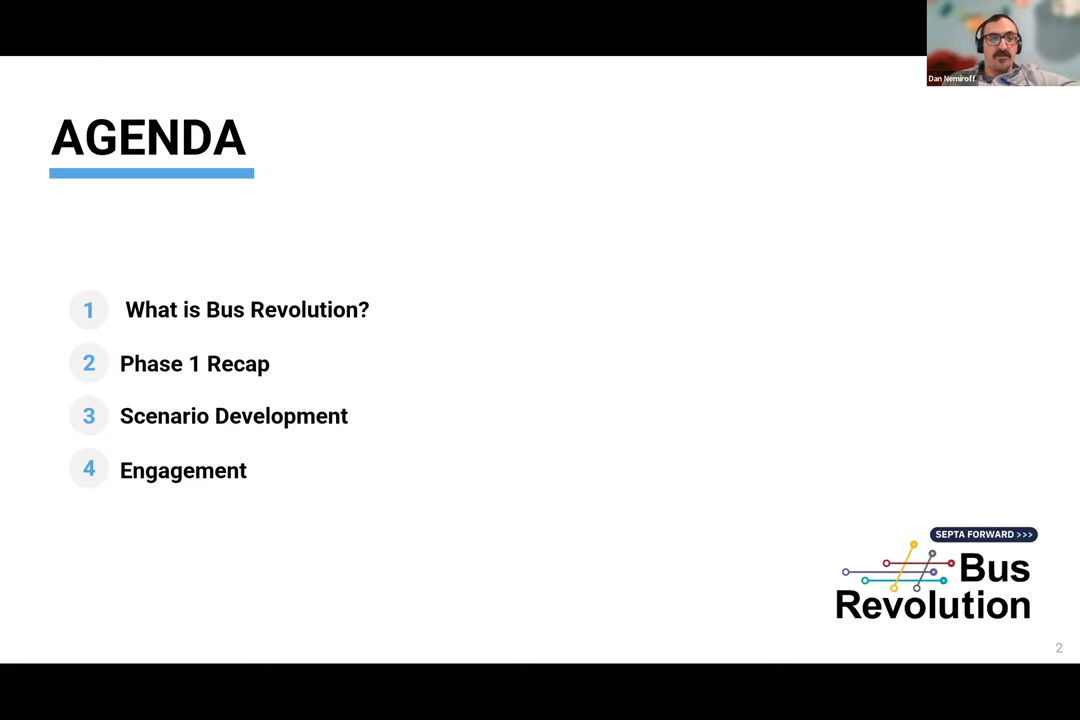 Dan Nemiroff
AGENDA
1 What is Bus Revolution?
2 Phase 1 Recap
3 Scenario Development
4 Engagement
SEPTA FORWARD >>>
Bus
Revolution
2